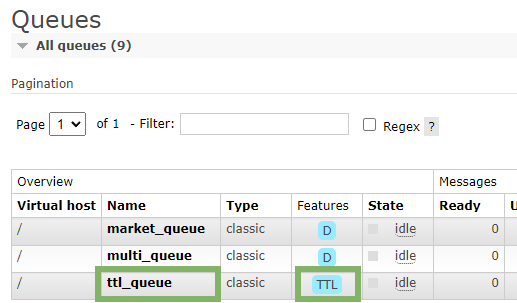 Queues
All queues (9)
Pagination
Page 1 of 1 - Filter: Regex ?
Overview Messages
Virtual host Name Type Features State Ready
/ market_queue classic D idle 0
/ multi_queue classic D idle 0
/ ttl_queue classic TTL idle 0